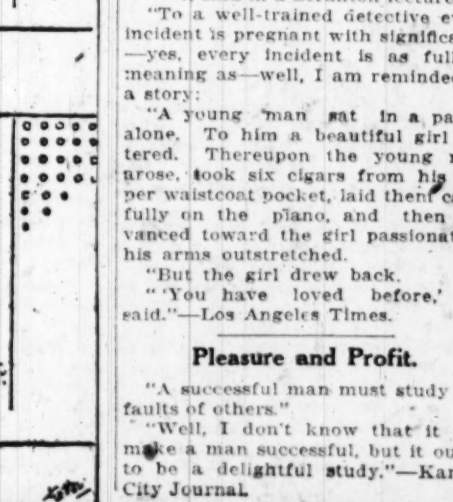 "To a well-trained detective e
incident is pregnant with signific
—yes, every incident is as full
meaning as—well, I am reminded
a story:
"A young man sat in a pa
alone. To him a beautiful girl
tered. Thereupon the young
arose, took six cigars from his
per waistcoat pocket, laid them ca
fully on the piano, and then
vanced toward the girl passionat
his arms outstretched.
"But the girl drew back.
"'You have loved before,'
said."—Los Angeles Times.
Pleasure and Profit.
"A successful man must study
faults of others."
"Well, I don't know that it
make a man successful, but it ou
to be a delightful study."—Kan
City Journal.